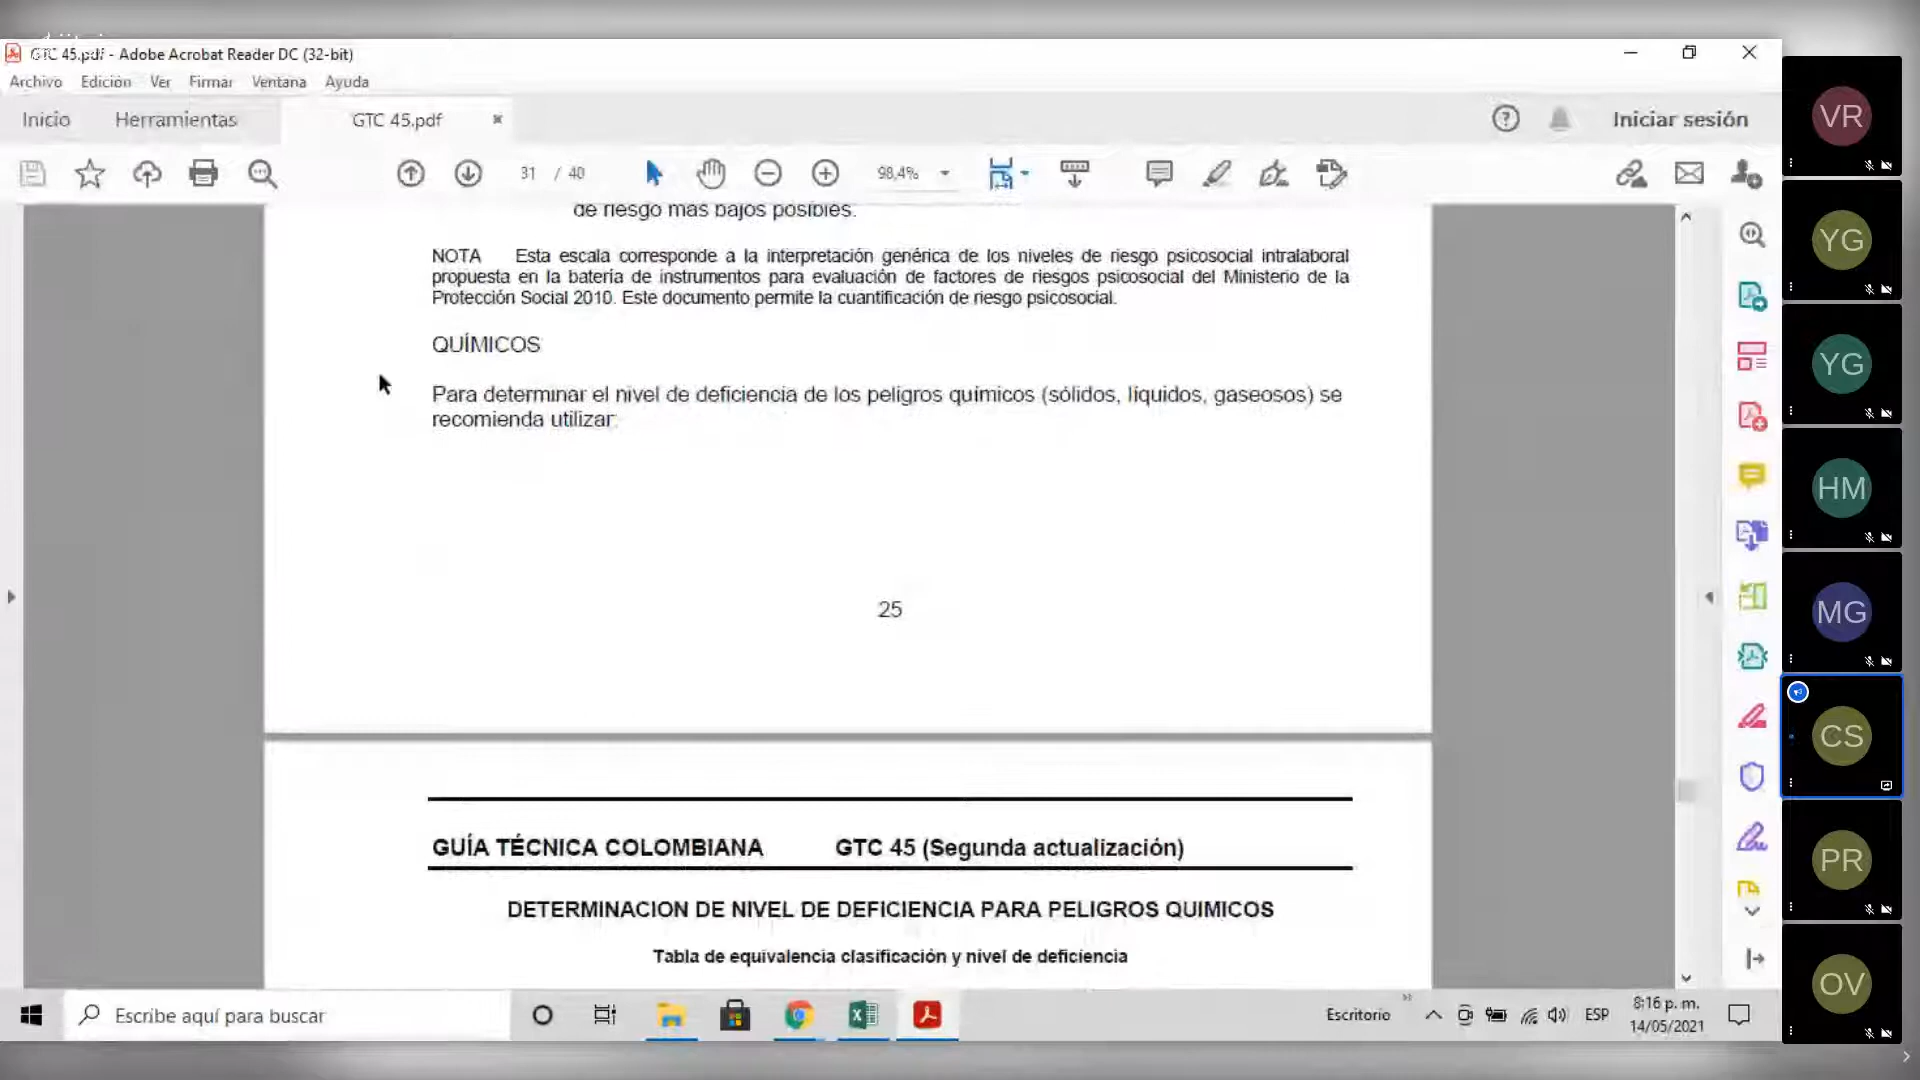 GTC 45.pdf - Adobe Acrobat Reader DC (32-bit)
Archivo Edición Ver Firmar Ventana Ayuda
Inicio Herramientas GTC 45.pdf Iniciar sesión
31 / 40 98,4%
de riesgo más bajos posibles.
NOTA Esta escala corresponde a la interpretación genérica de los niveles de riesgo psicosocial intralaboral
propuesta en la batería de instrumentos para evaluación de factores de riesgos psicosocial del Ministerio de la
Protección Social 2010. Este documento permite la cuantificación de riesgo psicosocial.
QUÍMICOS
Para determinar el nivel de deficiencia de los peligros químicos (sólidos, líquidos, gaseosos) se
recomienda utilizar:
25
GUÍA TÉCNICA COLOMBIANA GTC 45 (Segunda actualización)
DETERMINACION DE NIVEL DE DEFICIENCIA PARA PELIGROS QUIMICOS
Tabla de equivalencia clasificación y nivel de deficiencia
VR
YG
YG
HM
MG
CS
PR
OV
Escribe aquí para buscar
Escritorio
ESP
8:16 p. m.
14/05/2021